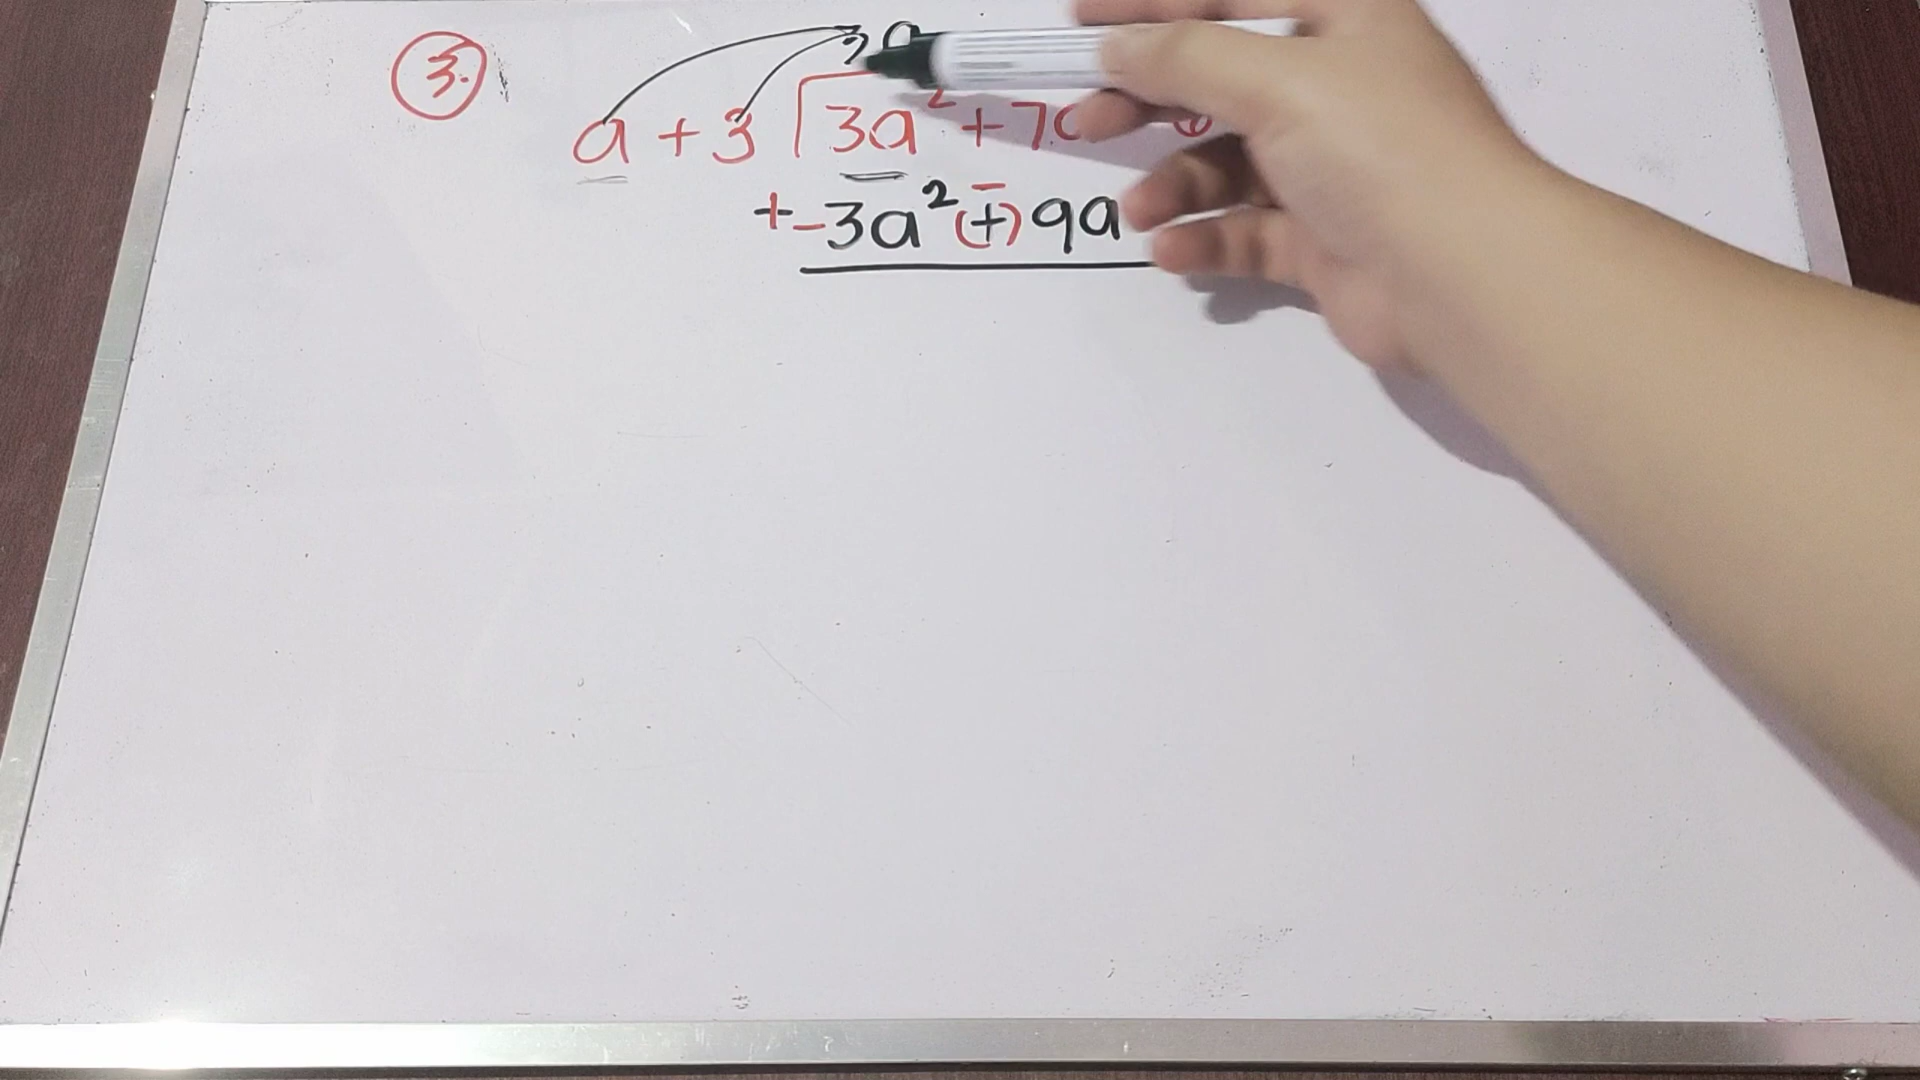 3.
3a
a + 3 3a² + 7a
+ - 3a² (+) - 9a